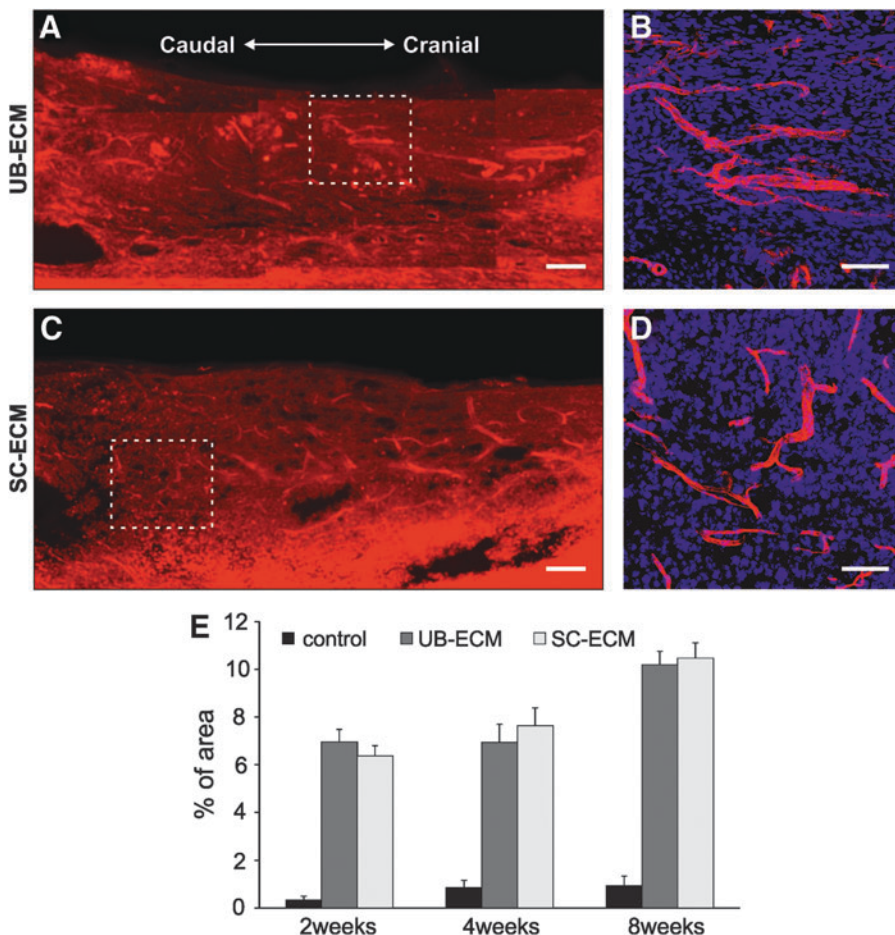 A
Caudal
Cranial
B
UB-ECM
C
D
SC-ECM
E
control
UB-ECM
SC-ECM
% of area
12
10
8
6
4
2
0
2weeks
4weeks
8weeks